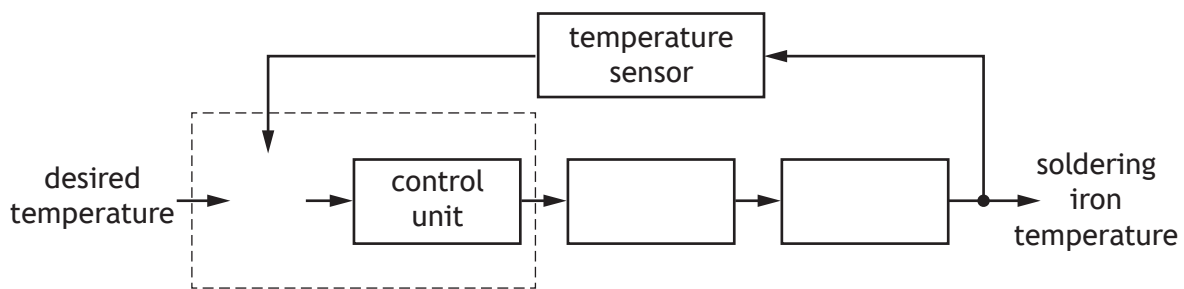 temperature
sensor
desired
temperature
control
unit
soldering
iron
temperature